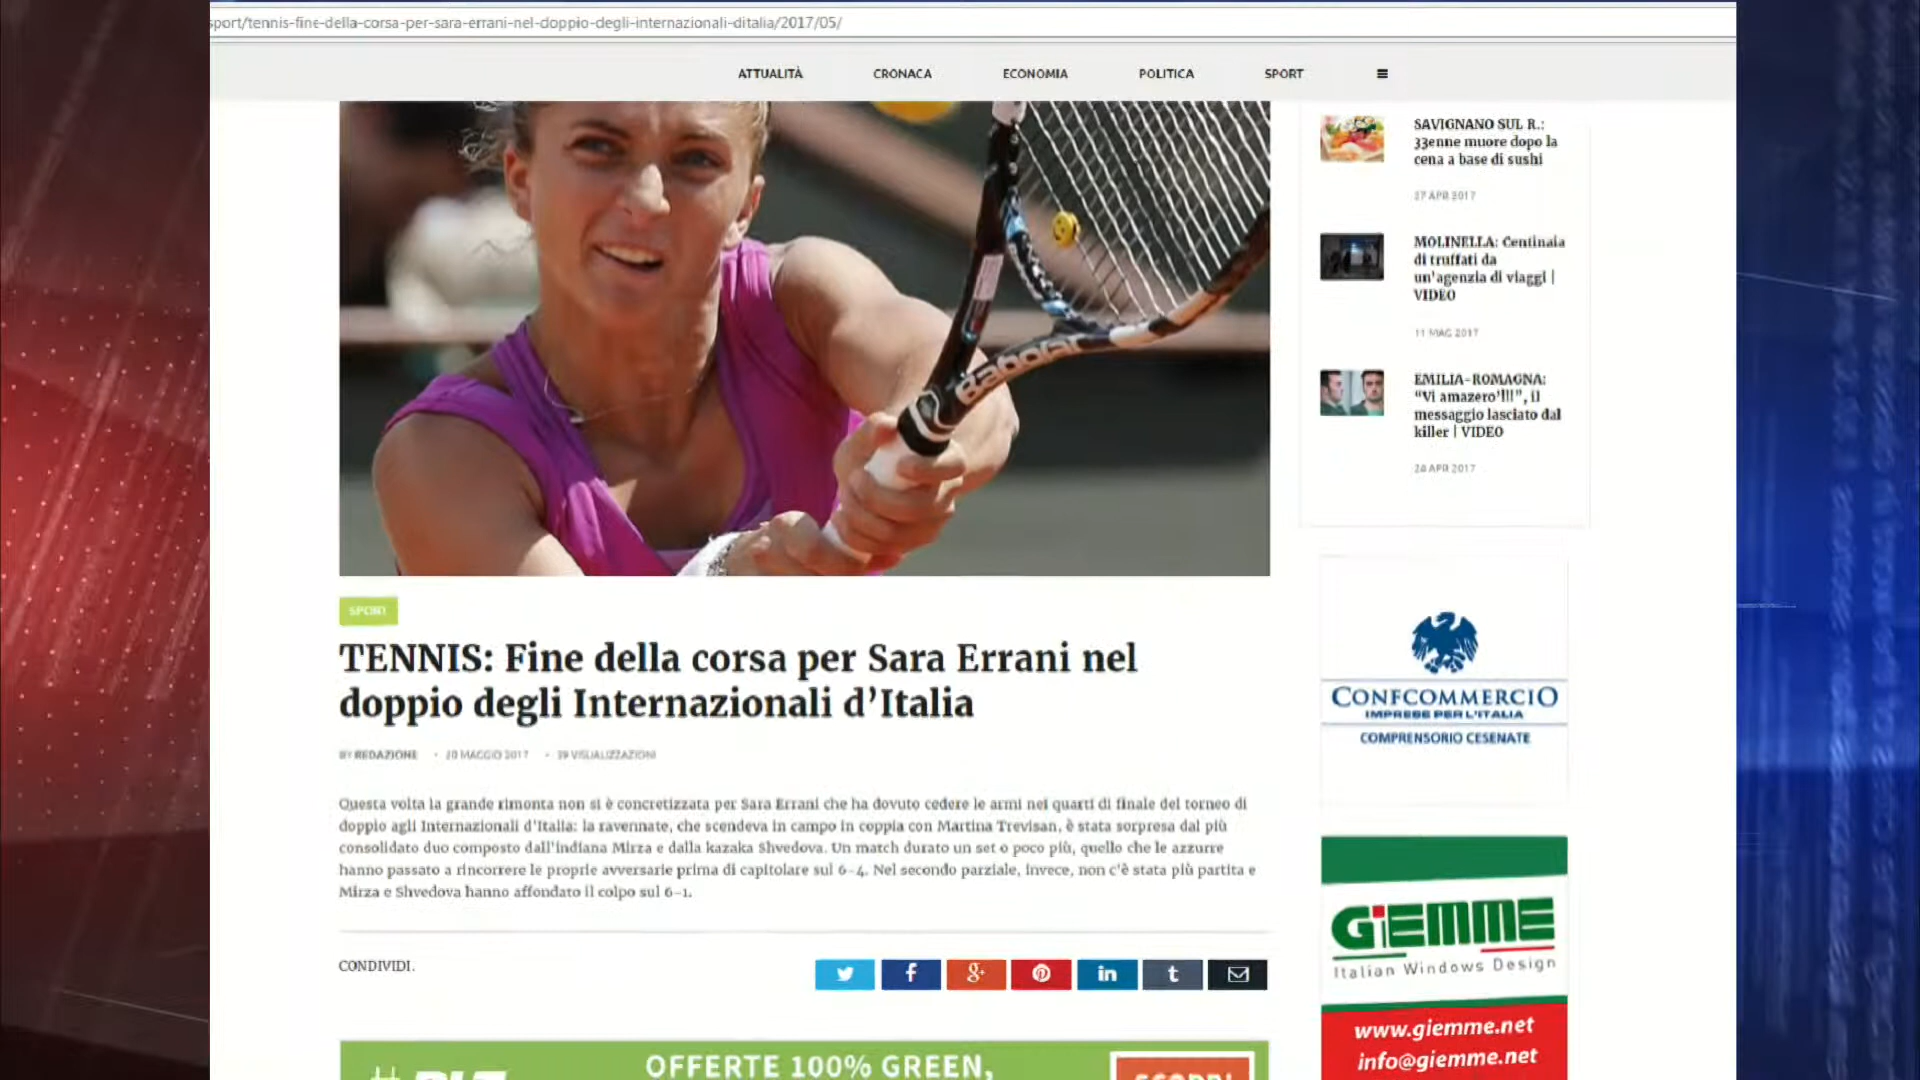 sport/tennis-fine-della-corsa-per-sara-errani-nel-doppio-degli-internazionali-ditalia/2017/05/
ATTUALITÀ CRONACA ECONOMIA POLITICA SPORT
Babolat
SPORT
TENNIS: Fine della corsa per Sara Errani nel
doppio degli Internazionali d’Italia
BY REDAZIONE • 20 MAGGIO 2017 • 39 VISUALIZZAZIONI
Questa volta la grande rimonta non si è concretizzata per Sara Errani che ha dovuto cedere le armi nei quarti di finale del torneo di
doppio agli Internazionali d’Italia: la ravennate, che scendeva in campo in coppia con Martina Trevisan, è stata sorpresa dal più
consolidato duo composto dall’indiana Mirza e dalla kazaka Shvedova. Un match durato un set o poco più, quello che le azzurre
hanno passato a rincorrere le proprie avversarie prima di capitolare sul 6-4. Nel secondo parziale, invece, non c’è stata più partita e
Mirza e Shvedova hanno affondato il colpo sul 6-1.
CONDIVIDI.
OFFERTE 100% GREEN,
SAVIGNANO SUL R.:
33enne muore dopo la
cena a base di sushi
27 APR 2017
MOLINELLA: Centinaia
di truffati da
un’agenzia di viaggi |
VIDEO
11 MAG 2017
EMILIA-ROMAGNA:
“Vi amazero’!!!”, il
messaggio lasciato dal
killer | VIDEO
28 APR 2017
CONFCOMMERCIO
IMPRESE PER L’ITALIA
COMPRENSORIO CESENATE
GIEMME
Italian Windows Design
www.giemme.net
info@giemme.net